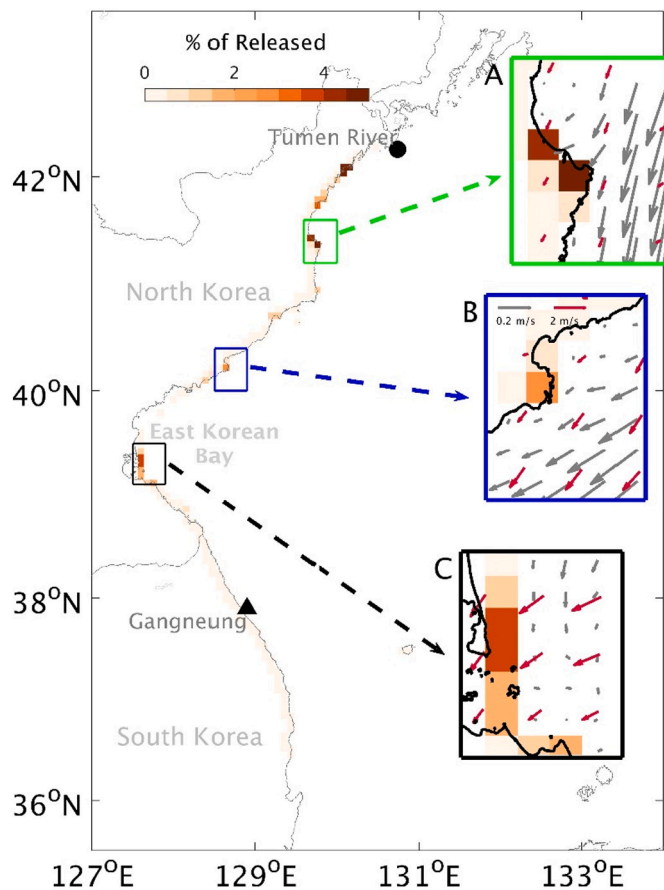 % of Released
0 2 4
A
Tumen River
42°N
North Korea
B
0.2 m/s 2 m/s
40°N
East Korean
Bay
C
38°N
Gangneung
South Korea
36°N
127°E 129°E 131°E 133°E